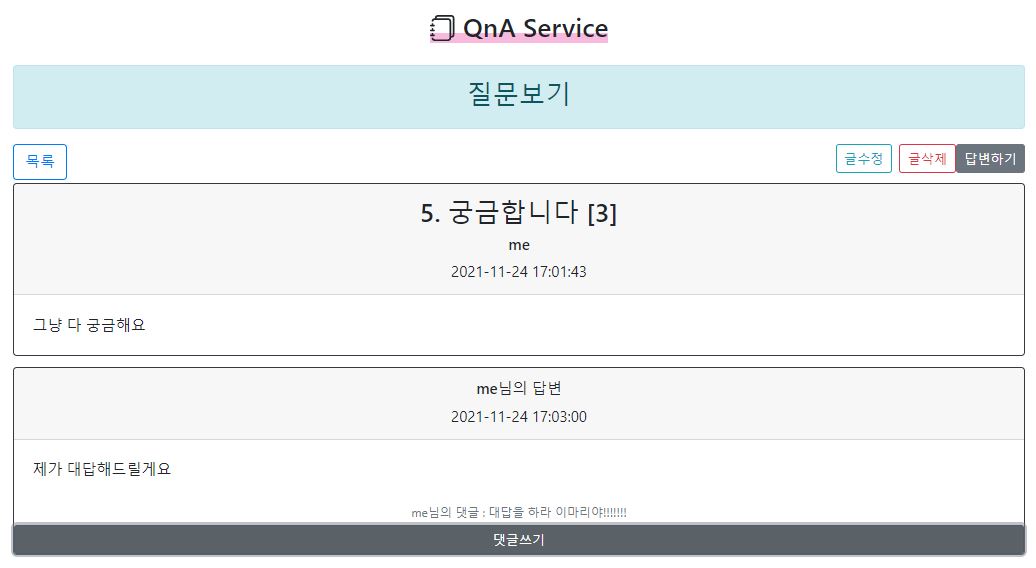 QnA Service
질문보기
목록 글수정 글삭제 답변하기
5. 궁금합니다 [3]
me
2021-11-24 17:01:43
그냥 다 궁금해요
me님의 답변
2021-11-24 17:03:00
제가 대답해드릴게요
me님의 댓글 : 대답을 하라 이마리야!!!!!!!
댓글쓰기